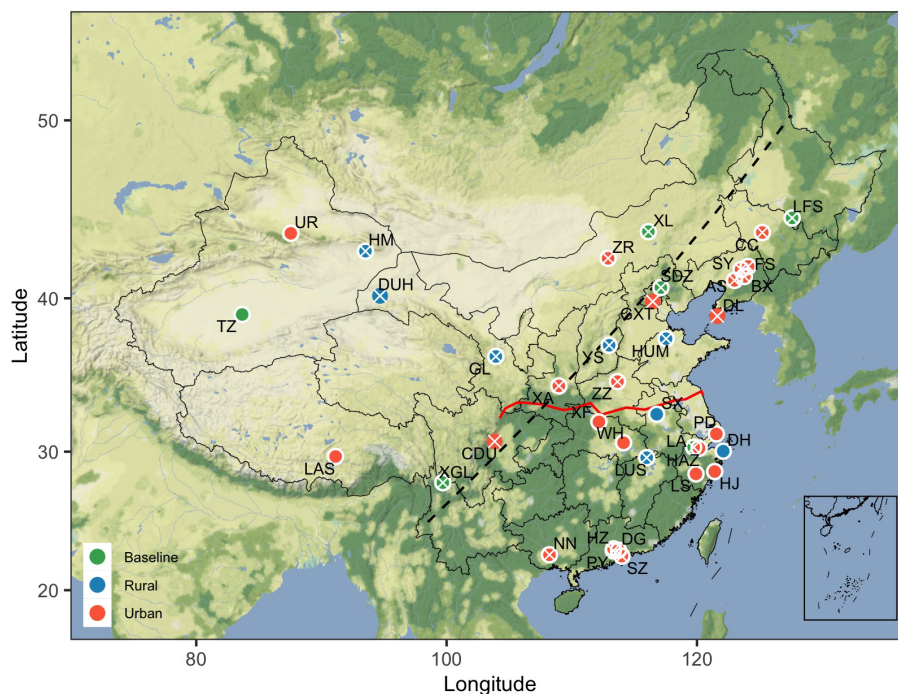 50
LFS
XL
UR
CC
HM
ZR
SY
FS
SDZ
DUH
AS
BX
40
GXT
DL
TZ
YS
HUM
GL
XA
ZZ
SX
XF
PD
WH
LA
DH
CDU
HAZ
30
LAS
LUS
XGL
LS
HJ
HZ
DG
NN
PY
SZ
20
Baseline
Rural
Urban
80
100
120
Latitude
Longitude